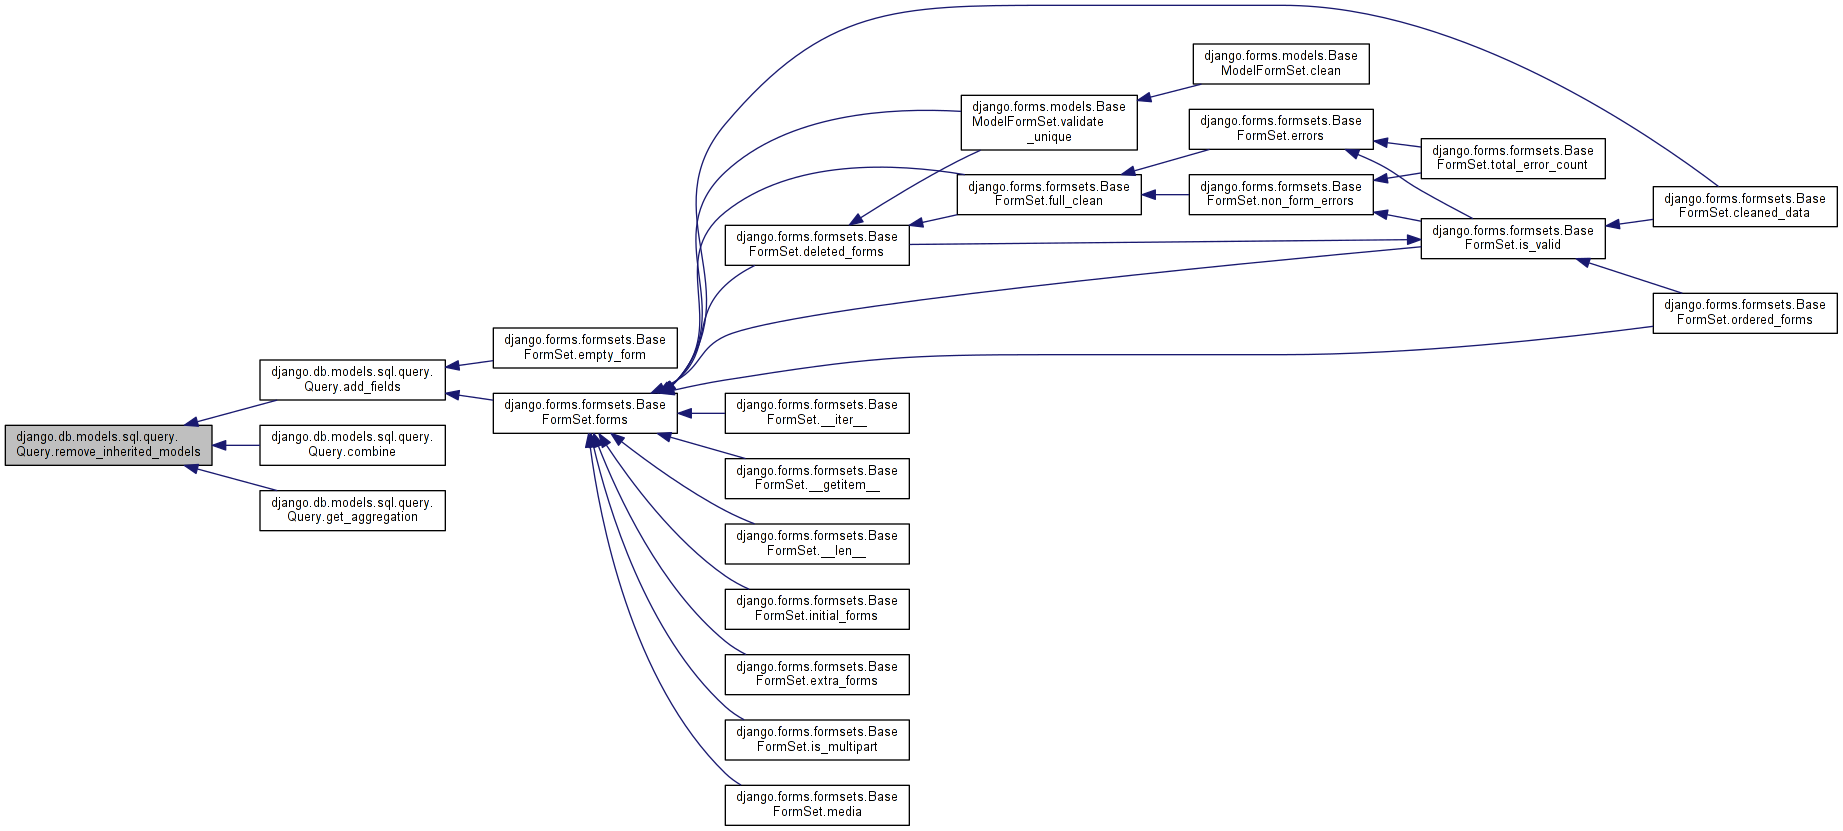 django.forms.models.Base
ModelFormSet.clean
django.forms.models.Base
ModelFormSet.validate
_unique
django.forms.formsets.Base
FormSet.errors
django.forms.formsets.Base
FormSet.total_error_count
django.forms.formsets.Base
FormSet.full_clean
django.forms.formsets.Base
FormSet.non_form_errors
django.forms.formsets.Base
FormSet.cleaned_data
django.forms.formsets.Base
FormSet.deleted_forms
django.forms.formsets.Base
FormSet.is_valid
django.forms.formsets.Base
FormSet.ordered_forms
django.forms.formsets.Base
FormSet.empty_form
django.db.models.sql.query.
Query.add_fields
django.forms.formsets.Base
FormSet.forms
django.forms.formsets.Base
FormSet.__iter__
django.db.models.sql.query.
Query.remove_inherited_models
django.db.models.sql.query.
Query.combine
django.forms.formsets.Base
FormSet.__getitem__
django.db.models.sql.query.
Query.get_aggregation
django.forms.formsets.Base
FormSet.__len__
django.forms.formsets.Base
FormSet.initial_forms
django.forms.formsets.Base
FormSet.extra_forms
django.forms.formsets.Base
FormSet.is_multipart
django.forms.formsets.Base
FormSet.media